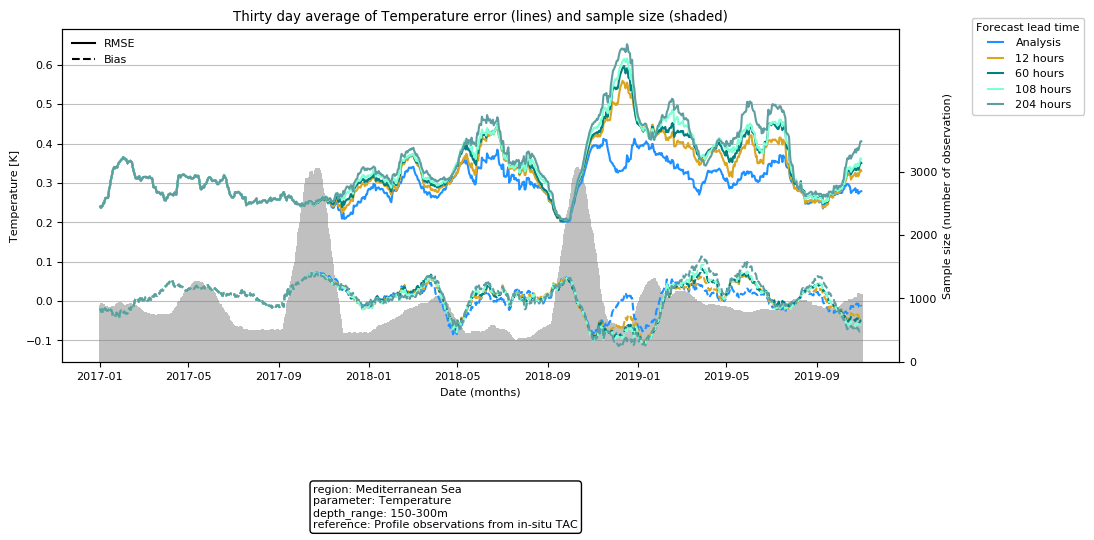 Thirty day average of Temperature error (lines) and sample size (shaded)
RMSE
Bias
Forecast lead time
Analysis
12 hours
60 hours
108 hours
204 hours
Temperature [K]
0.6
0.5
0.4
0.3
0.2
0.1
0.0
−0.1
3000
2000
1000
0
Sample size (number of observation)
2017-01 2017-05 2017-09 2018-01 2018-05 2018-09 2019-01 2019-05 2019-09
Date (months)
region: Mediterranean Sea
parameter: Temperature
depth_range: 150-300m
reference: Profile observations from in-situ TAC